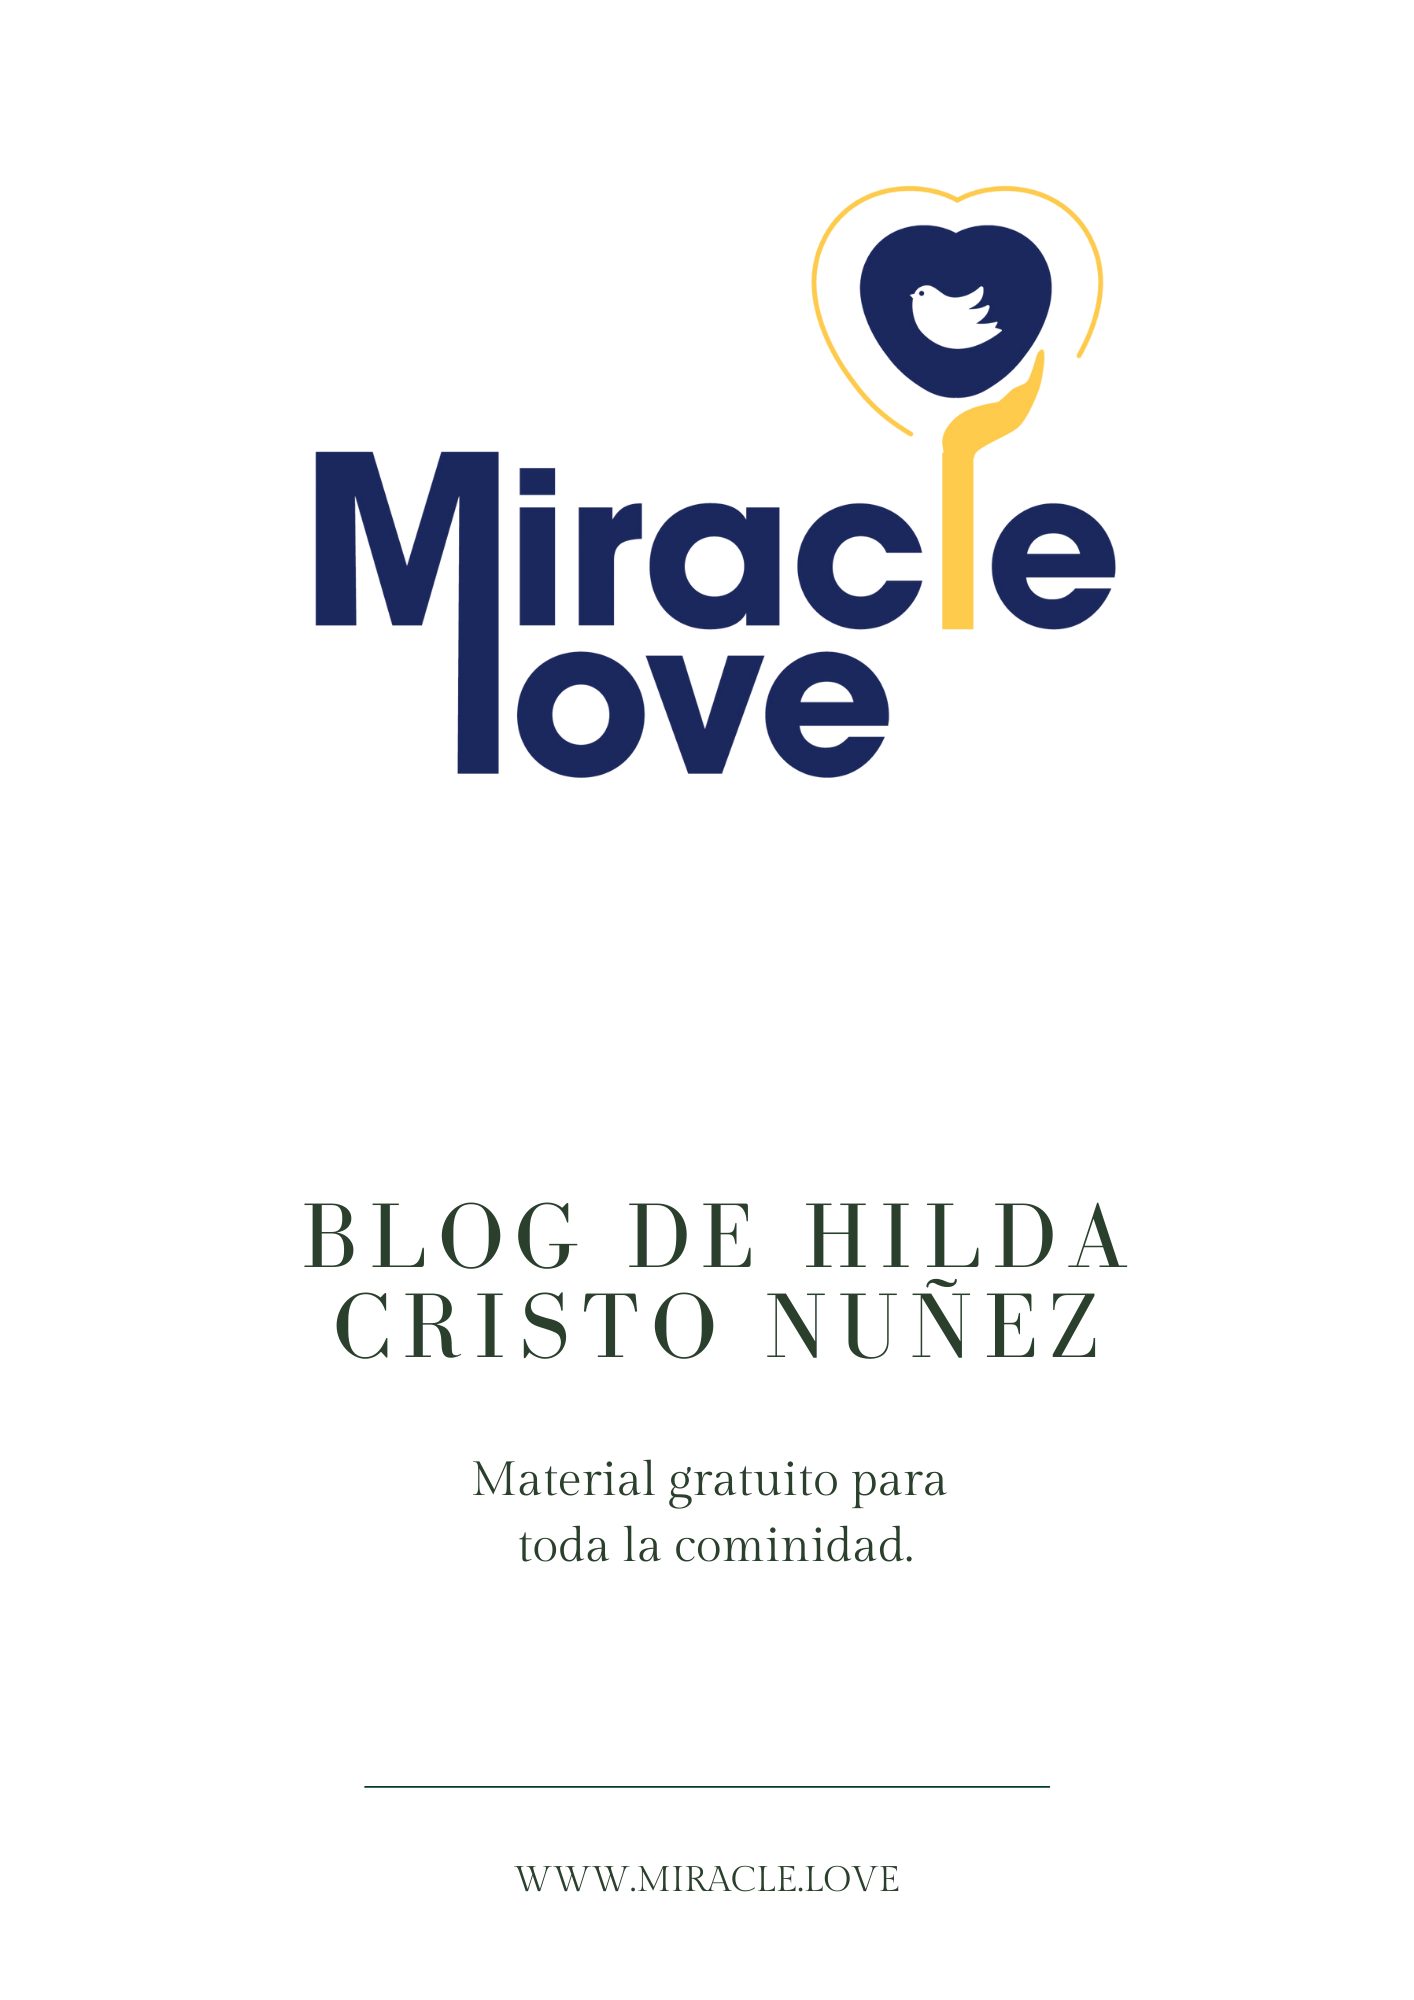 Miracle
love
BLOG DE HILDA
CRISTO NUÑEZ
Material gratuito para
toda la cominidad.
WWW.MIRACLE.LOVE